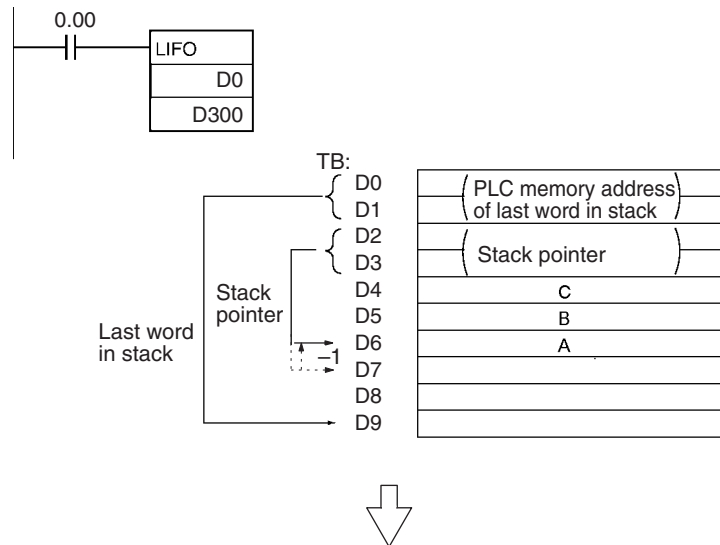 0.00
LIFO
D0
D300
TB:
D0
D1
D2
D3
D4
D5
D6
D7
D8
D9
PLC memory address
of last word in stack
Stack pointer
C
B
A
Stack
pointer
Last word
in stack
–1